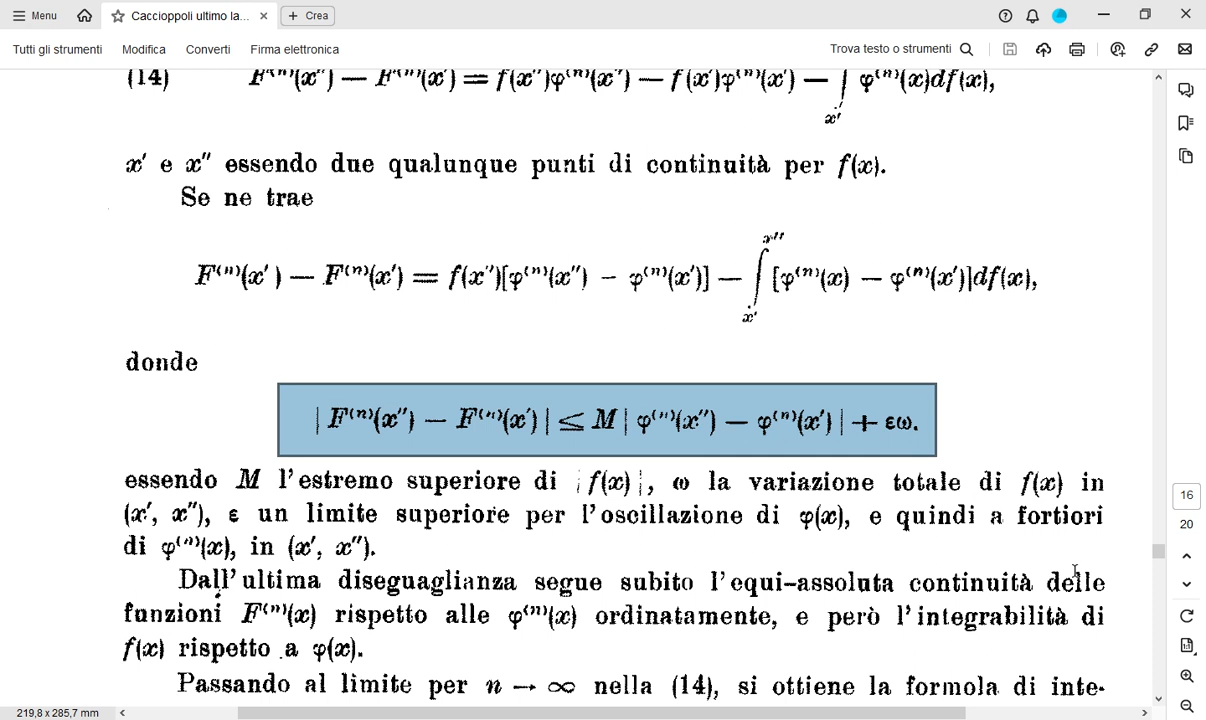 Menu Caccioppoli ultimo la... × + Crea
Tutti gli strumenti Modifica Converti Firma elettronica Trova testo o strumenti
(14) F⁽ⁿ⁾(x″) — F⁽ⁿ⁾(x′) = f(x″)φ⁽ⁿ⁾(x″) — f(x′)φ⁽ⁿ⁾(x′) — ∫ φ⁽ⁿ⁾(x)df(x),
x′
x′ e x″ essendo due qualunque punti di continuità per f(x).
Se ne trae
x″
F⁽ⁿ⁾(x′ ) — F⁽ⁿ⁾(x′) = f(x″)[φ⁽ⁿ⁾(x″) — φ⁽ⁿ⁾(x′)] — ∫ [φ⁽ⁿ⁾(x) — φ⁽ⁿ⁾(x′)]df(x),
x′
donde
| F⁽ⁿ⁾(x″) — F⁽ⁿ⁾(x′) | ≤ M | φ⁽ⁿ⁾(x″) — φ⁽ⁿ⁾(x′) | + εω.
essendo M l'estremo superiore di | f(x) |, ω la variazione totale di f(x) in
(x′, x″), ε un limite superiore per l'oscillazione di φ(x), e quindi a fortiori
di φ⁽ⁿ⁾(x), in (x′, x″).
Dall'ultima diseguaglianza segue subito l'equi-assoluta continuità delle
funzioni F⁽ⁿ⁾(x) rispetto alle φ⁽ⁿ⁾(x) ordinatamente, e però l'integrabilità di
f(x) rispetto a φ(x).
Passando al limite per n → ∞ nella (14), si ottiene la formola di inte-
16
20
219,8 x 285,7 mm